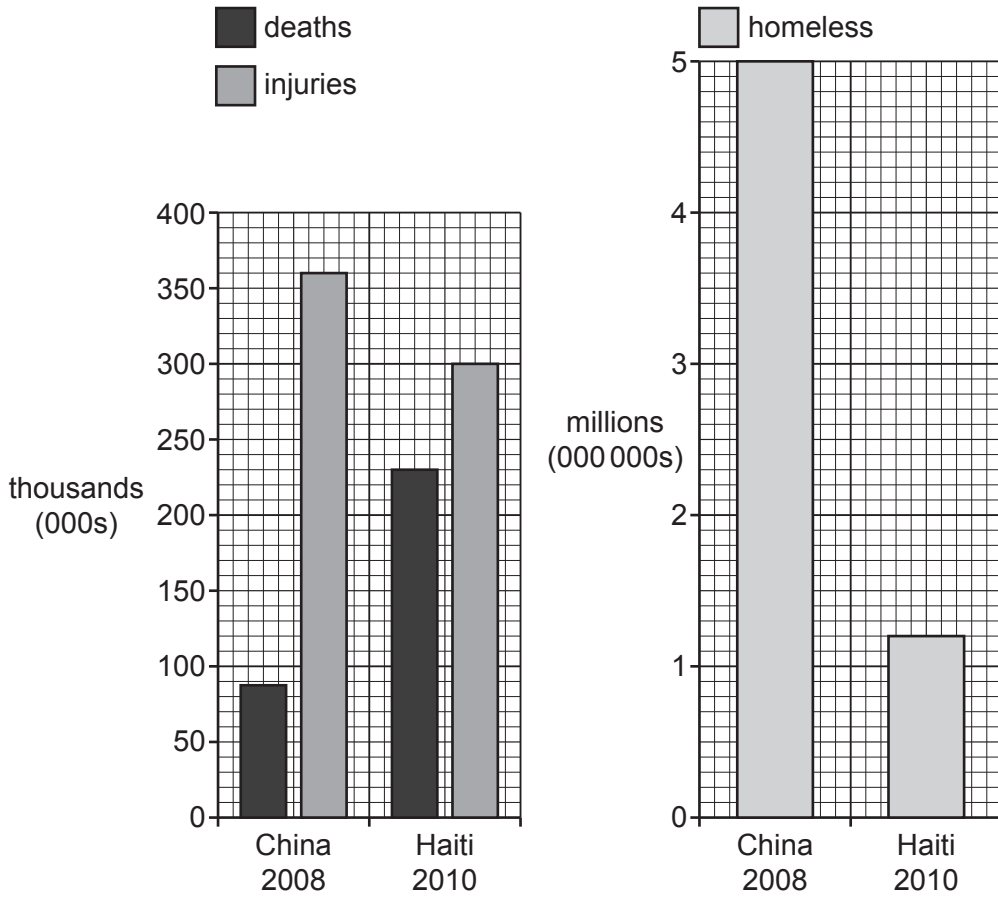 deaths
injuries
400
350
300
250
200
150
100
50
0
thousands
(000s)
China
2008
Haiti
2010
homeless
5
4
3
2
1
0
millions
(000 000s)
China
2008
Haiti
2010